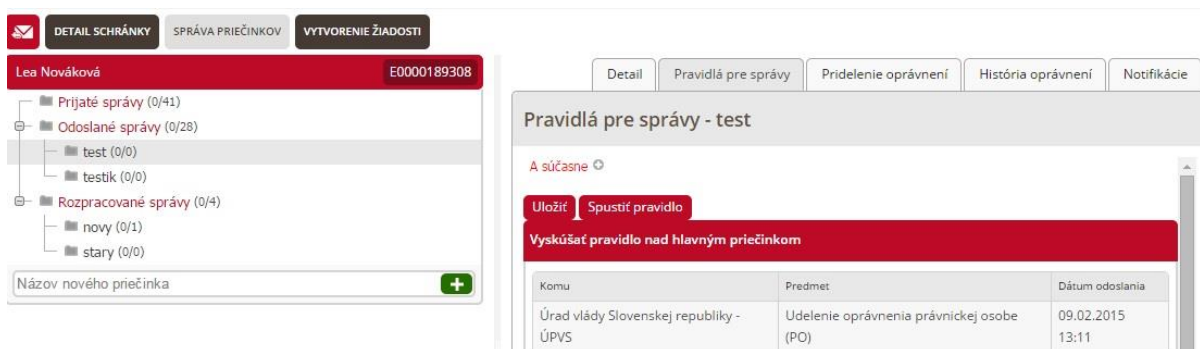 DETAIL SCHRÁNKY SPRÁVA PRIEČINKOV VYTVORENIE ŽIADOSTI
Lea Nováková E0000189308
Prijaté správy (0/41)
Odoslané správy (0/28)
test (0/0)
testik (0/0)
Rozpracované správy (0/4)
novy (0/1)
stary (0/0)
Názov nového priečinka
Detail Pravidlá pre správy Pridelenie oprávnení História oprávnení Notifikácie
Pravidlá pre správy - test
A súčasne
Uložiť Spustiť pravidlo
Vyskúšať pravidlo nad hlavným priečinkom
Komu Predmet Dátum odoslania
Úrad vlády Slovenskej republiky - Udelenie oprávnenia právnickej osobe 09.02.2015
ÚPVS (PO) 13:11